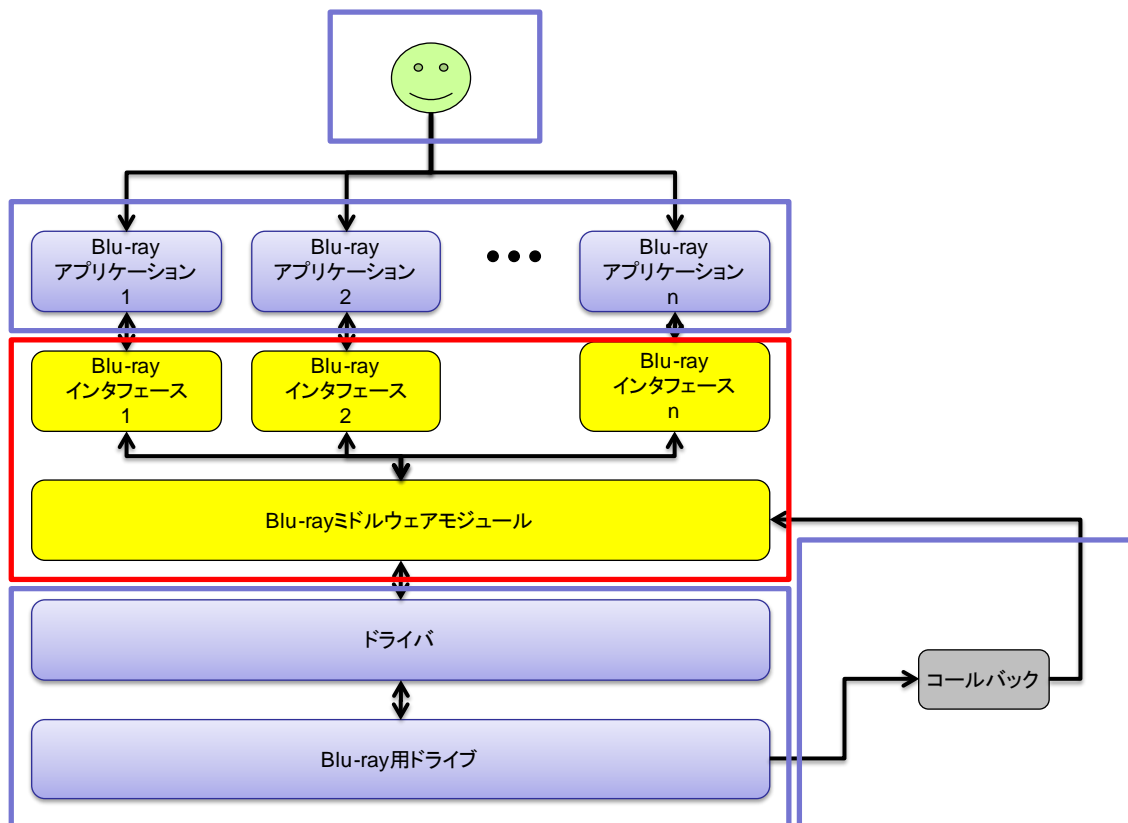 Blu-ray
アプリケーション
1
Blu-ray
アプリケーション
2
●●●
Blu-ray
アプリケーション
n
Blu-ray
インタフェース
1
Blu-ray
インタフェース
2
Blu-ray
インタフェース
n
Blu-rayミドルウェアモジュール
ドライバ
コールバック
Blu-ray用ドライブ